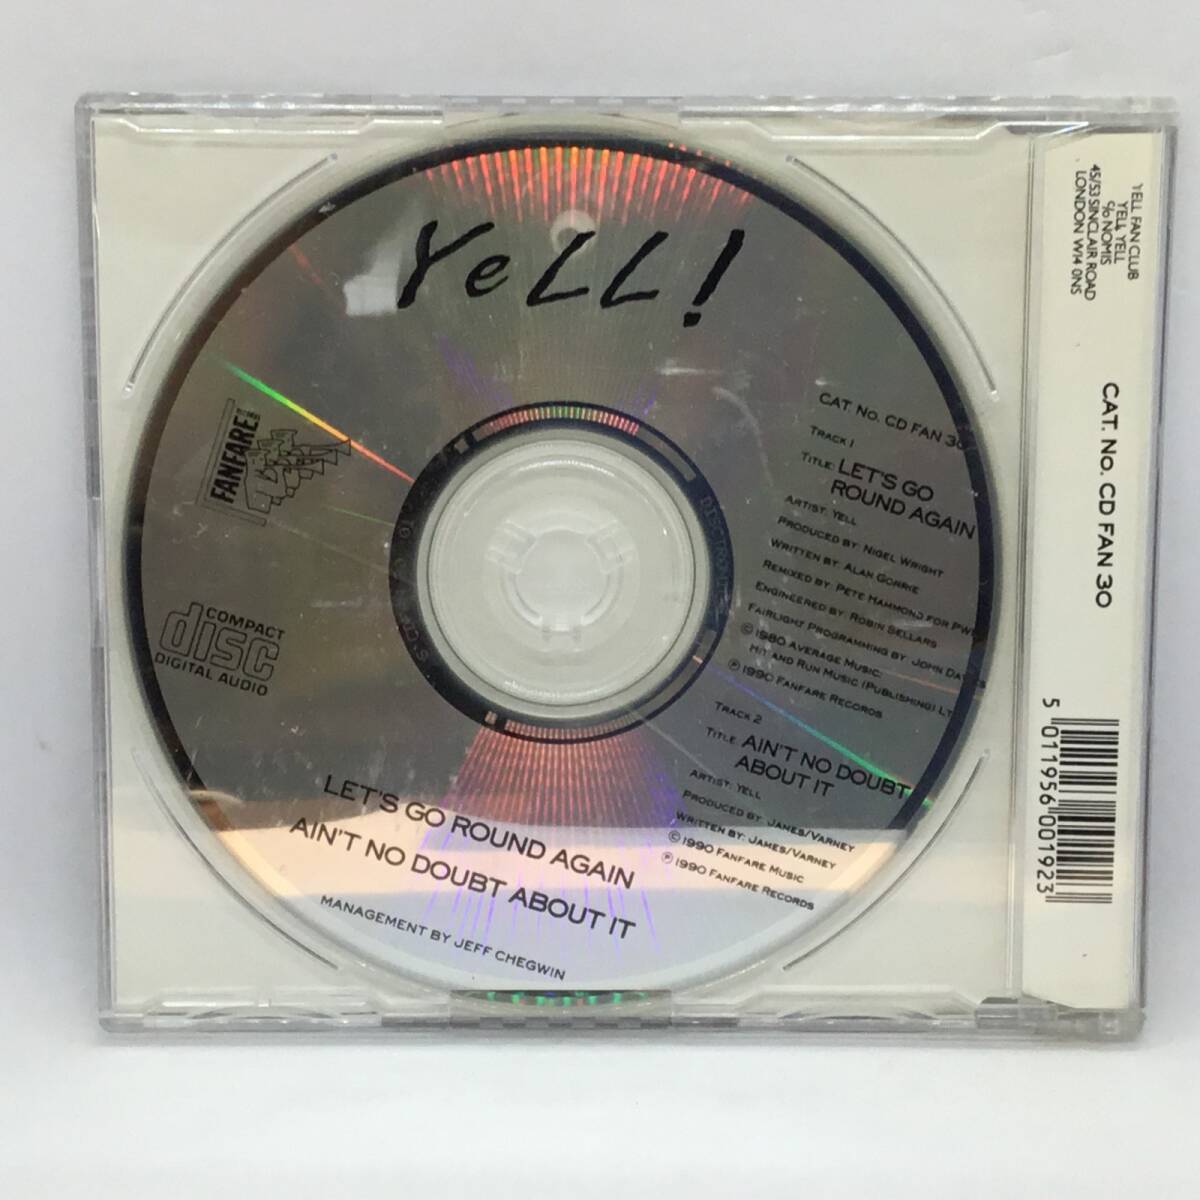 YeLL!
CAT. No. CD FAN 30
TRACK 1
TITLE: LET'S GO
ROUND AGAIN
ARTIST: YELL
PRODUCED BY: NIGEL WRIGHT
WRITTEN BY: ALAN GORRIE
REMIXED BY: PETE HAMMOND FOR PWL
ENGINEERED BY: ROBIN SELLARS
FAIRLIGHT PROGRAMMING BY: JOHN
© 1980 AVERAGE MUSIC:
HIT AND RUN MUSIC (PUBLISHING)
℗ 1990 FANFARE RECORDS
TRACK 2
TITLE: AIN'T NO DOUBT
ABOUT IT
ARTIST: YELL
PRODUCED BY: JAMES/VARNEY
WRITTEN BY: JAMES/VARNEY
© 1990 FANFARE MUSIC
℗ 1990 FANFARE RECORDS
FANFARE!
COMPACT
disc
DIGITAL AUDIO
LET'S GO ROUND AGAIN
AIN'T NO DOUBT ABOUT IT
MANAGEMENT BY JEFF CHEGWIN
YELL FAN CLUB
YELL YELL
c/o NOMIS
45/53 SINCLAIR ROAD
LONDON W14 0NS
CAT. No. CD FAN 30
5 011956 001923